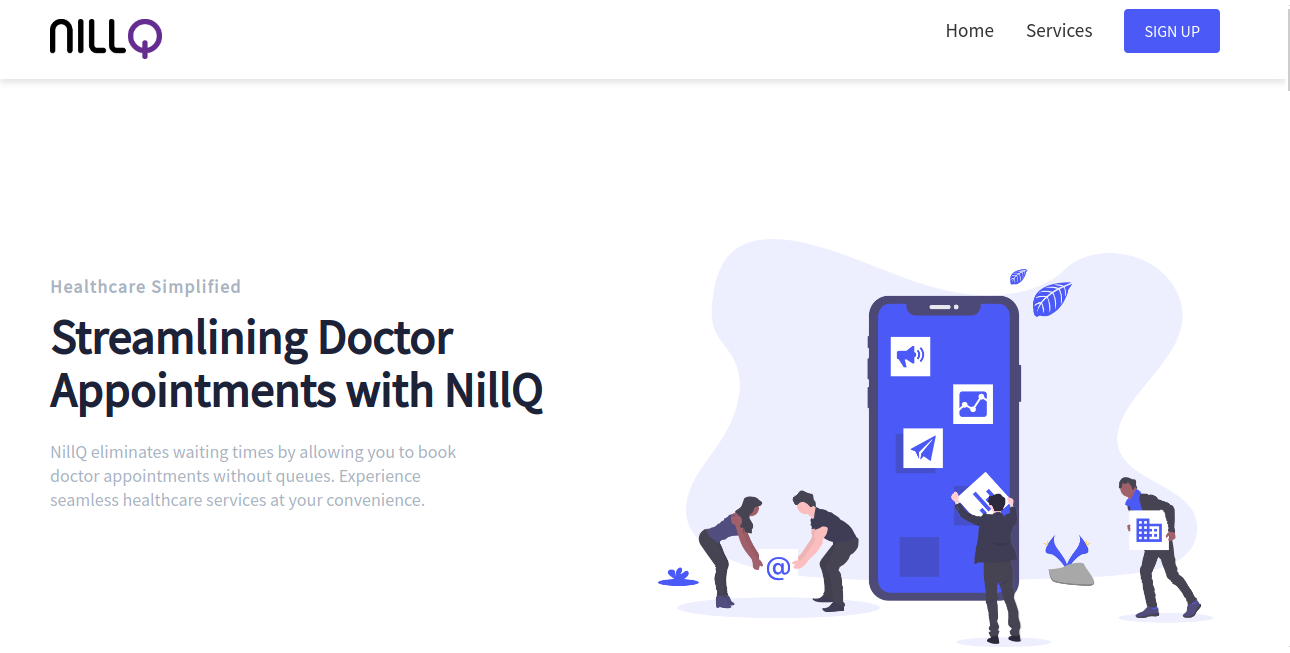 NILLQ
Home
Services
SIGN UP
Healthcare Simplified
Streamlining Doctor
Appointments with NillQ
NillQ eliminates waiting times by allowing you to book
doctor appointments without queues. Experience
seamless healthcare services at your convenience.
@